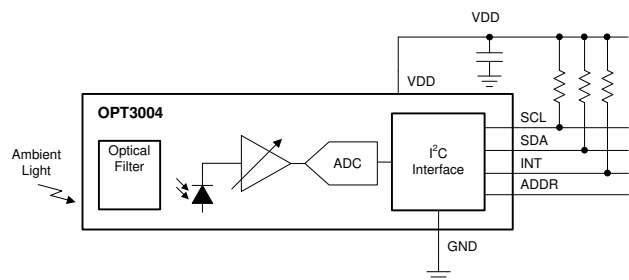 VDD
VDD
OPT3004
Optical
Filter
ADC
I²C
Interface
SCL
SDA
INT
ADDR
Ambient
Light
GND